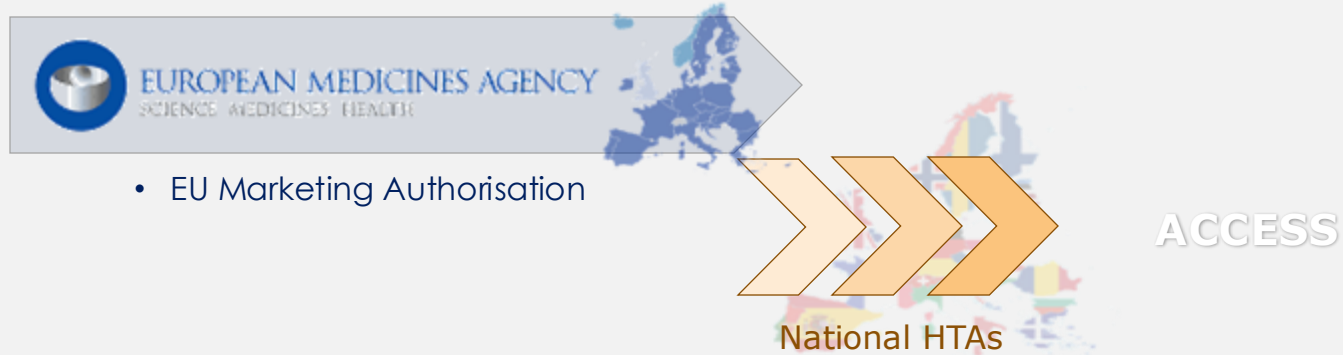 EUROPEAN MEDICINES AGENCY
SCIENCE MEDICINES HEALTH
• EU Marketing Authorisation
ACCESS
National HTAs